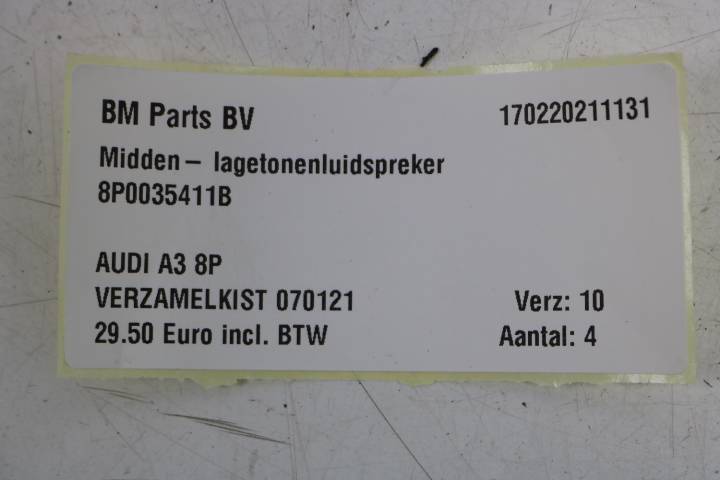 BM Parts BV 170220211131
Midden– lagetonenluidspreker
8P0035411B
AUDI A3 8P
VERZAMELKIST 070121 Verz: 10
29.50 Euro incl. BTW Aantal: 4